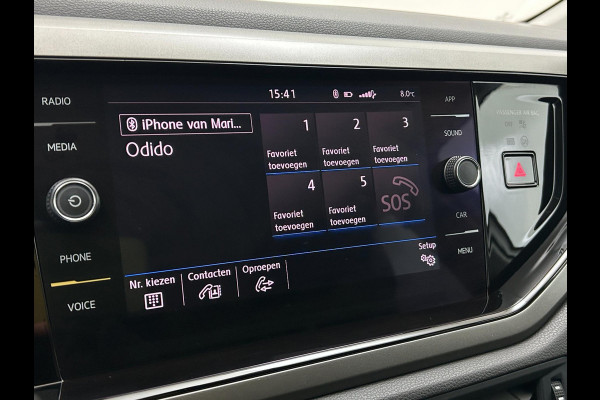 RADIO
MEDIA
PHONE
VOICE
15:41
8.0°C
iPhone van Mari...
Odido
1
Favoriet
toevoegen
2
Favoriet
toevoegen
3
Favoriet
toevoegen
4
Favoriet
toevoegen
5
Favoriet
toevoegen
SOS
Nr. kiezen
Contacten
Oproepen
Setup
APP
SOUND
CAR
MENU